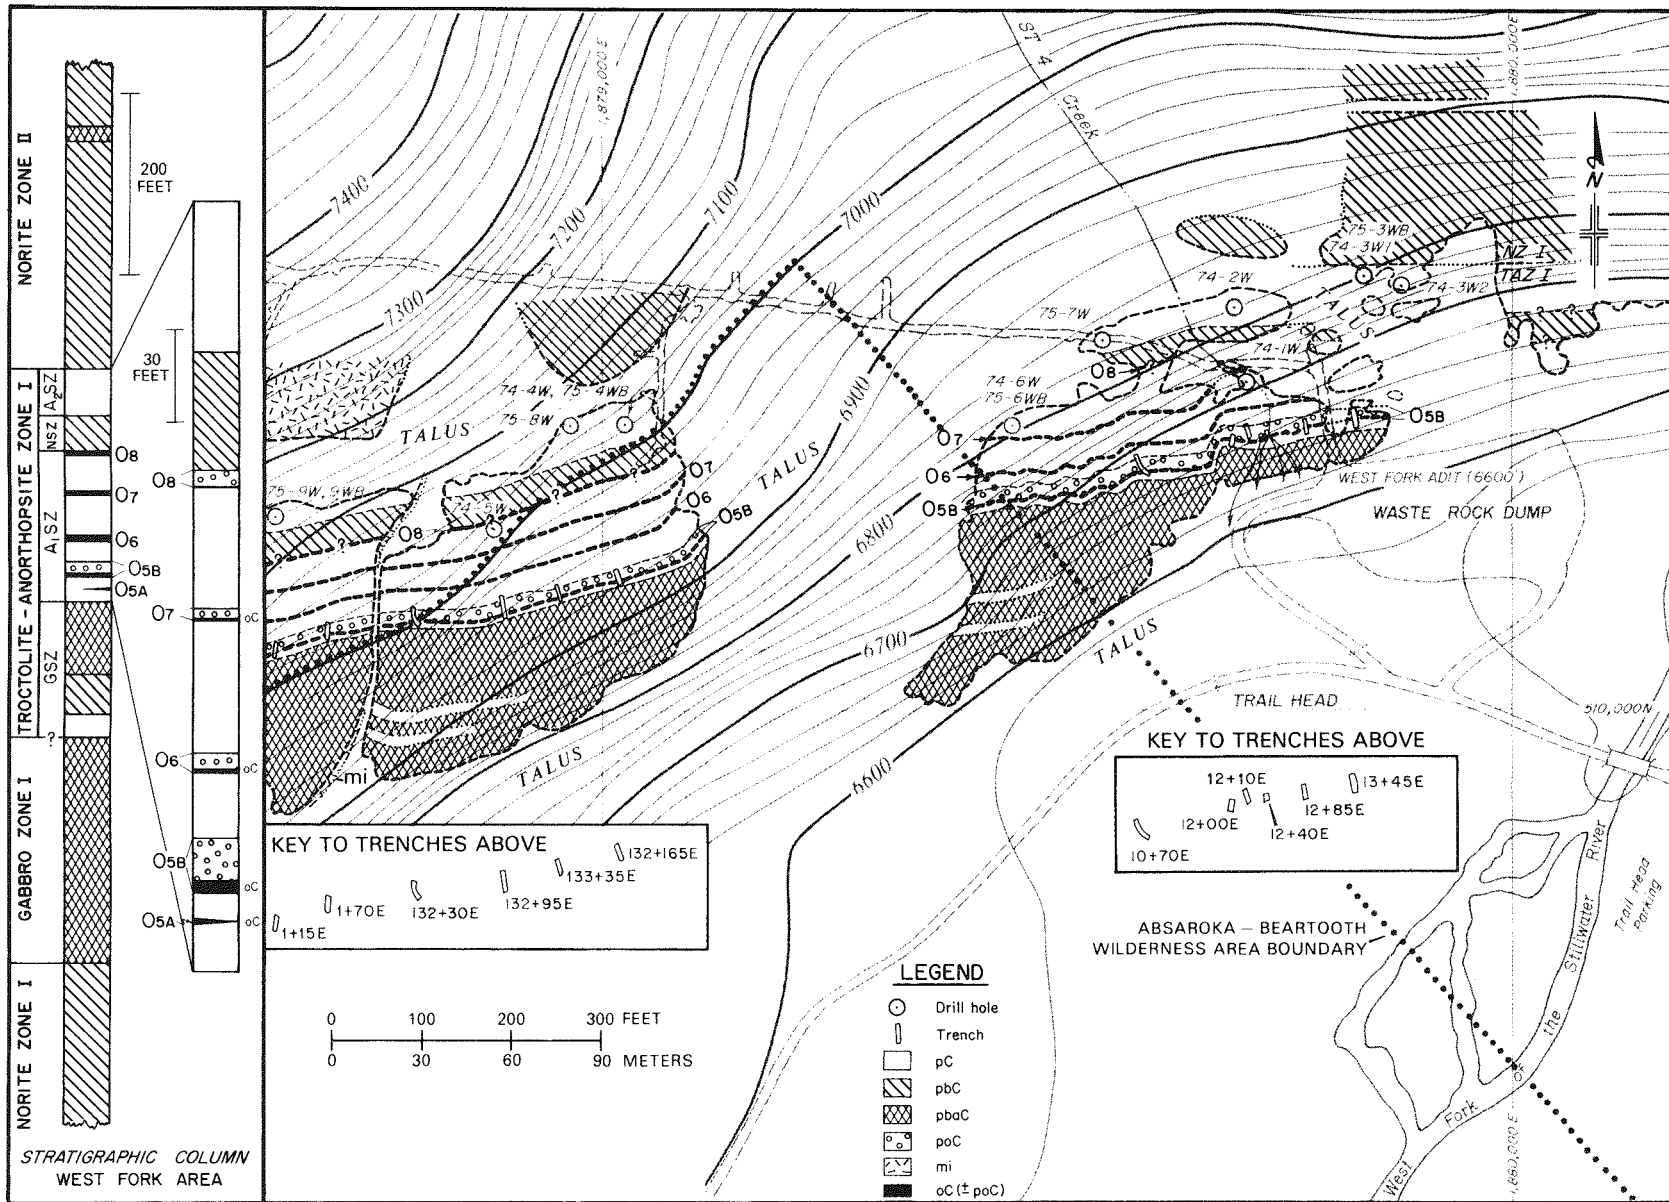 NORITE ZONE II
TROCTOLITE - ANORTHOSITE ZONE I
GABBRO ZONE I
NORITE ZONE I
A2SZ
NSZ
A1SZ
GSZ
?
200
FEET
30
FEET
O8
O7
O6
O5B
O5A
O8
O7
oC
O6
oC
O5B
oC
O5A
oC
STRATIGRAPHIC COLUMN
WEST FORK AREA
1,879,000E
1,880,000E
ST 4
Creek
N
7400
7300
7200
7100
7000
6900
6800
6700
6600
75-3WB
74-3W1
NZ I
TAZ I
74-3W2
74-2W
75-7W
TALUS
74-1W
O8
74-6W
75-6WB
74-4W, 75-4WB
75-8W
TALUS
TALUS
75-9W, 9WB
74-5W
O8
O7
O6
O5B
O7
O6
O5B
O5B
? ? ? ? ?
WEST FORK ADIT (6600')
WASTE ROCK DUMP
TALUS
TALUS
mi
TRAIL HEAD
510,000N
KEY TO TRENCHES ABOVE
132+165E
133+35E
1+70E
132+30E
132+95E
1+15E
KEY TO TRENCHES ABOVE
12+10E
13+45E
12+00E
12+85E
12+40E
10+70E
ABSAROKA – BEARTOOTH
WILDERNESS AREA BOUNDARY
River
Stillwater
the
of
Fork
West
Trail Head
Parking
1,880,000 E
0 100 200 300 FEET
0 30 60 90 METERS
LEGEND
Drill hole
Trench
pC
pbC
pbaC
poC
mi
oC (± poC)